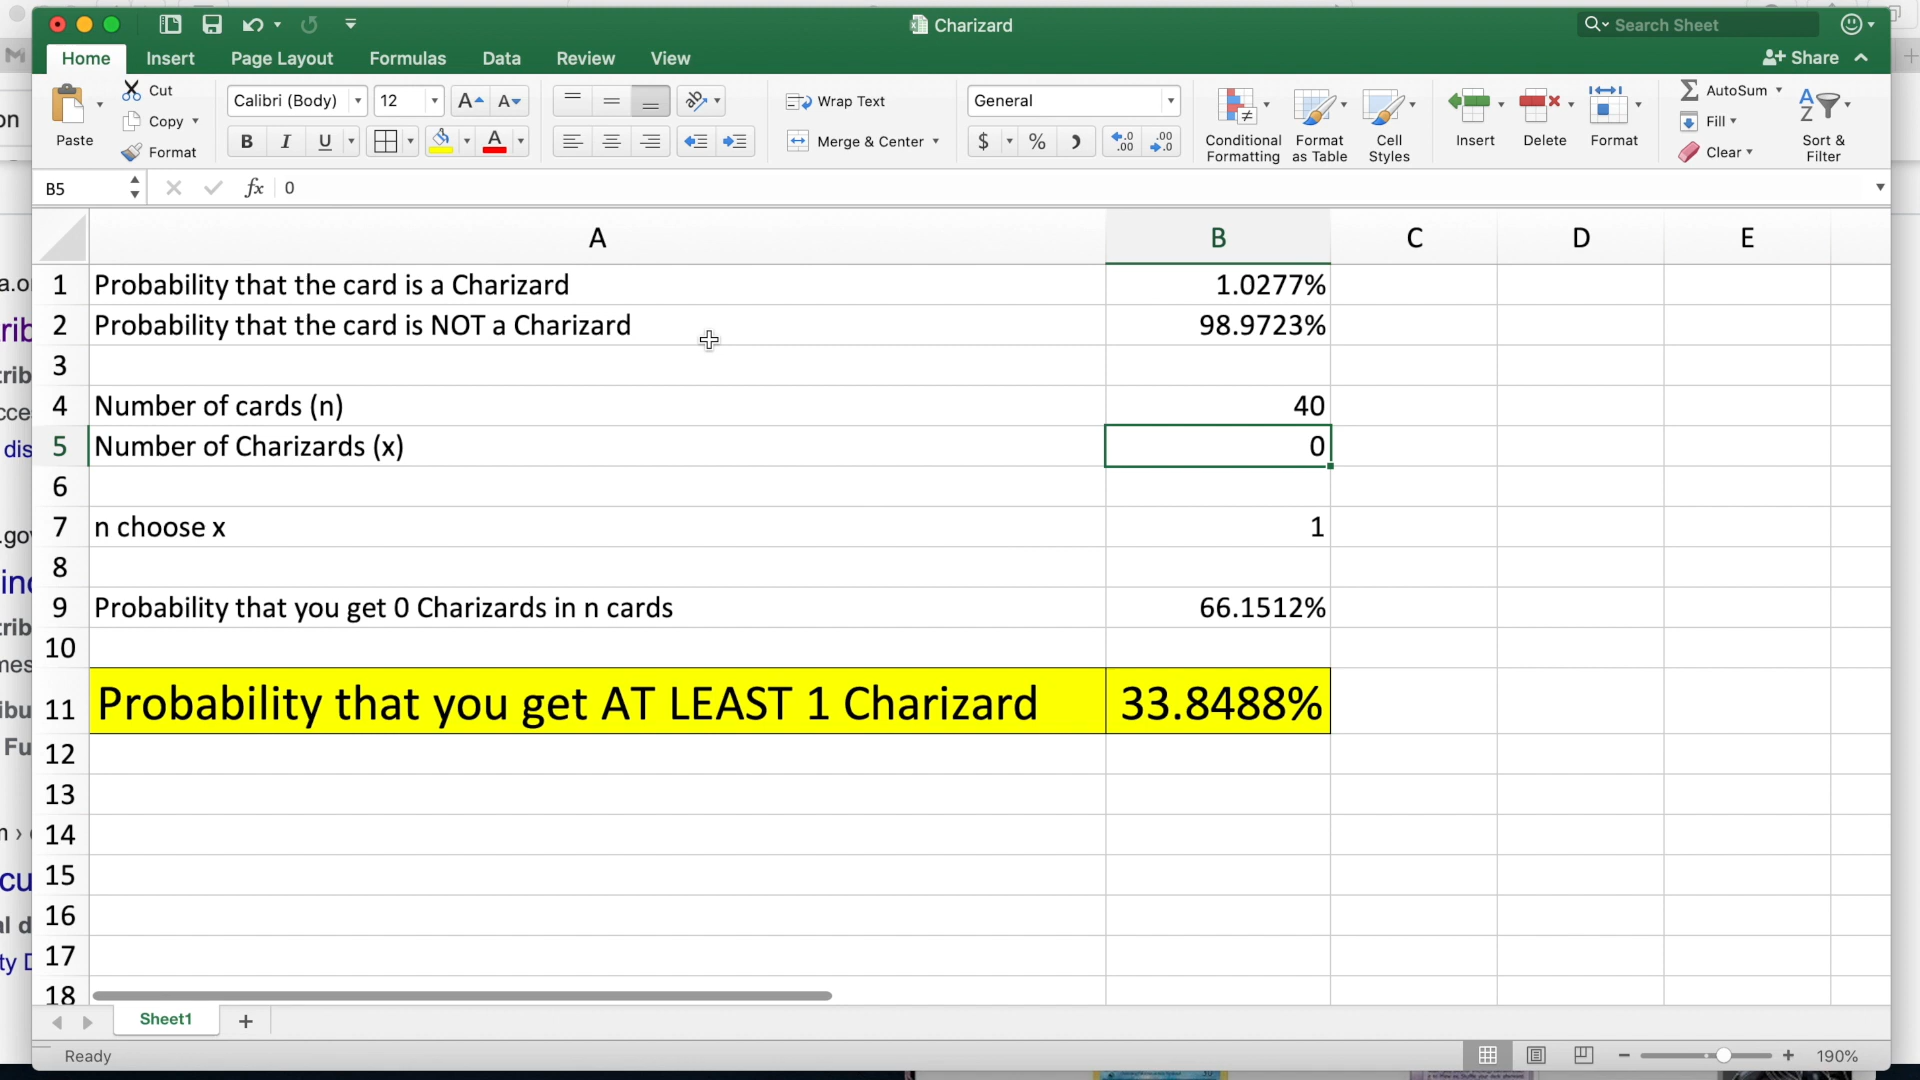 Charizard
Search Sheet
Home Insert Page Layout Formulas Data Review View
Share
Paste
Cut
Copy
Format
Calibri (Body) 12
B I U
Wrap Text
Merge & Center
General
$ %
Conditional Formatting
Format as Table
Cell Styles
Insert
Delete
Format
AutoSum
Fill
Clear
Sort & Filter
B5 fx 0
A B C D E
1 Probability that the card is a Charizard 1.0277%
2 Probability that the card is NOT a Charizard 98.9723%
3
4 Number of cards (n) 40
5 Number of Charizards (x) 0
6
7 n choose x 1
8
9 Probability that you get 0 Charizards in n cards 66.1512%
10
11 Probability that you get AT LEAST 1 Charizard 33.8488%
12
13
14
15
16
17
18
Sheet1 +
Ready
190%